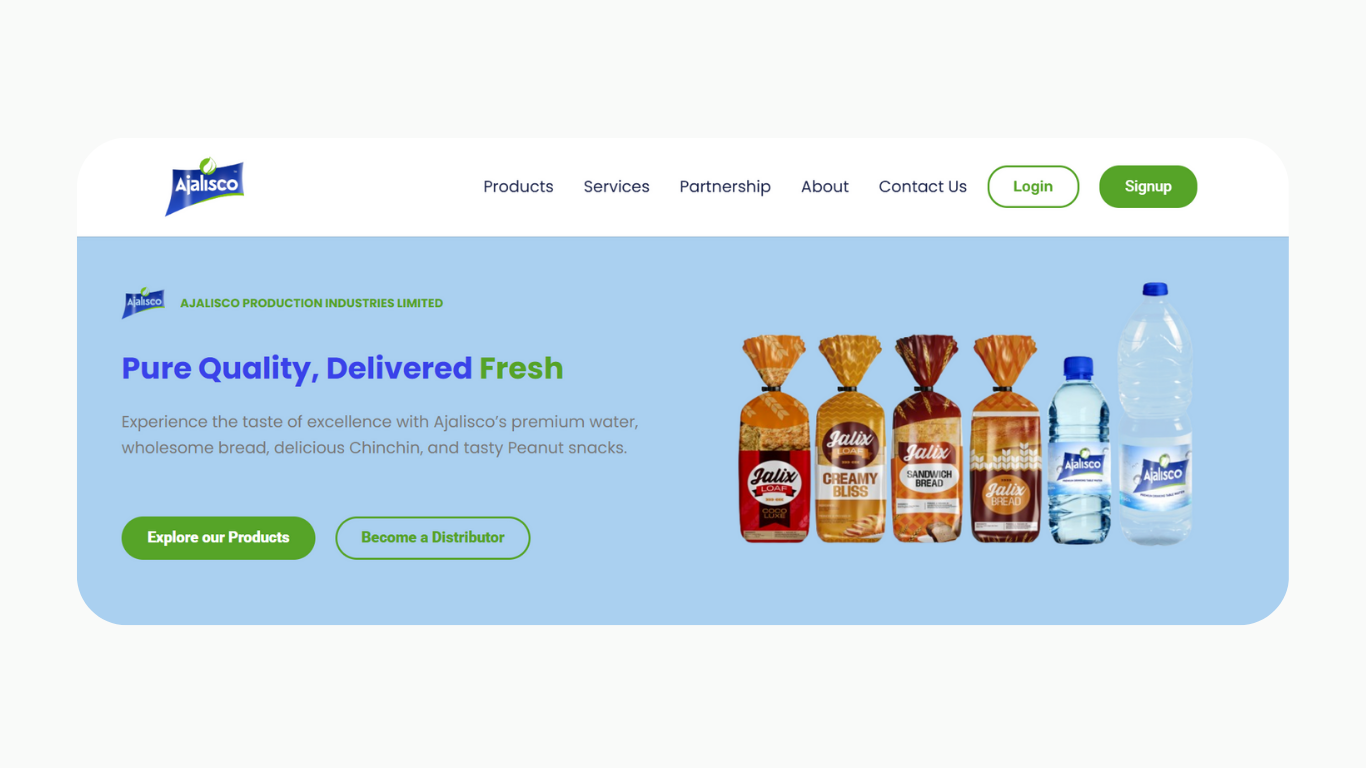 Ajalisco
Products Services Partnership About Contact Us Login Signup
Ajalisco AJALISCO PRODUCTION INDUSTRIES LIMITED
Pure Quality, Delivered Fresh
Experience the taste of excellence with Ajalisco's premium water,
wholesome bread, delicious Chinchin, and tasty Peanut snacks.
Explore our Products Become a Distributor
Jalix
LOAF
COCO
LUXE
Jalix
LOAF
CREAMY
BLISS
Jalix
SANDWICH
BREAD
Jalix
BREAD
Ajalisco
Ajalisco